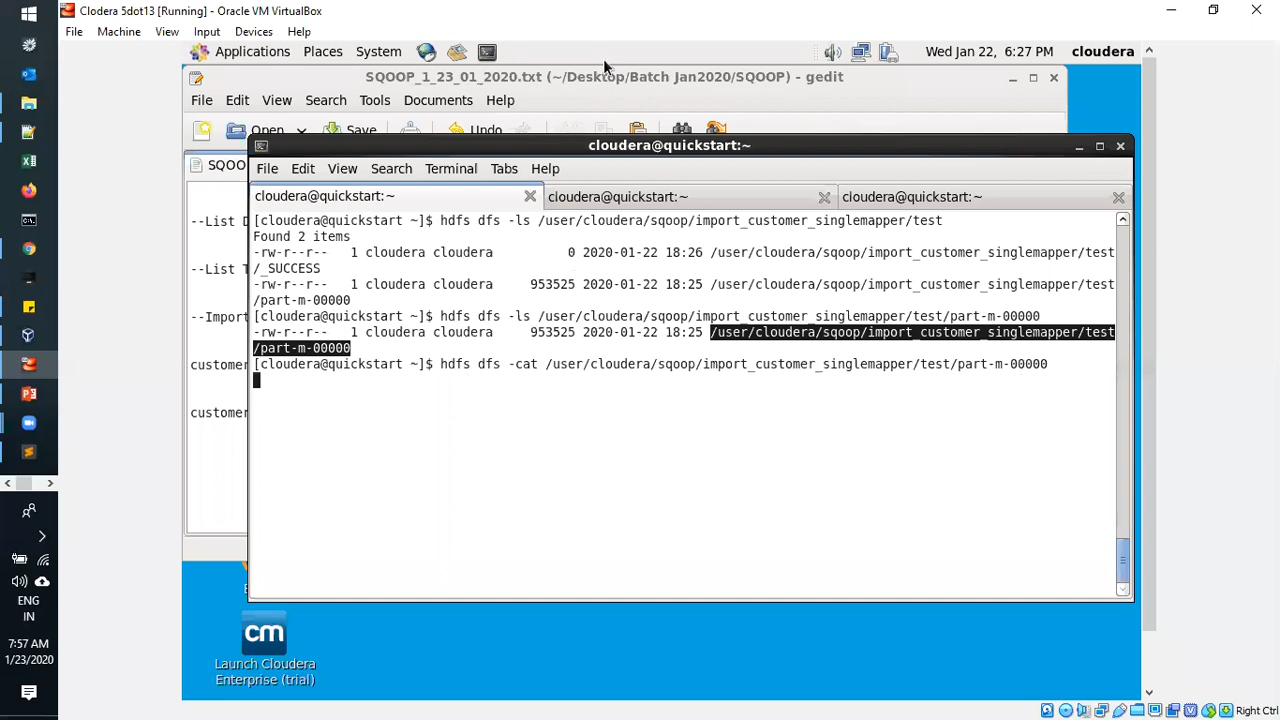 Clodera 5dot13 [Running] - Oracle VM VirtualBox
File Machine View Input Devices Help
Applications Places System Wed Jan 22, 6:27 PM cloudera
SQOOP_1_23_01_2020.txt (~/Desktop/Batch Jan2020/SQOOP) - gedit
File Edit View Search Tools Documents Help
Open Save Undo
cloudera@quickstart:~
SQOO
File Edit View Search Terminal Tabs Help
cloudera@quickstart:~ cloudera@quickstart:~ cloudera@quickstart:~
--List D
--List T
--Impor
customer
customer
[cloudera@quickstart ~]$ hdfs dfs -ls /user/cloudera/sqoop/import_customer_singlemapper/test
Found 2 items
-rw-r--r-- 1 cloudera cloudera 0 2020-01-22 18:26 /user/cloudera/sqoop/import_customer_singlemapper/test
/_SUCCESS
-rw-r--r-- 1 cloudera cloudera 953525 2020-01-22 18:25 /user/cloudera/sqoop/import_customer_singlemapper/test
/part-m-00000
[cloudera@quickstart ~]$ hdfs dfs -ls /user/cloudera/sqoop/import_customer_singlemapper/test/part-m-00000
-rw-r--r-- 1 cloudera cloudera 953525 2020-01-22 18:25 /user/cloudera/sqoop/import_customer_singlemapper/test
/part-m-00000
[cloudera@quickstart ~]$ hdfs dfs -cat /user/cloudera/sqoop/import_customer_singlemapper/test/part-m-00000
cm
Launch Cloudera
Enterprise (trial)
ENG
IN
7:57 AM
1/23/2020
Right Ctrl